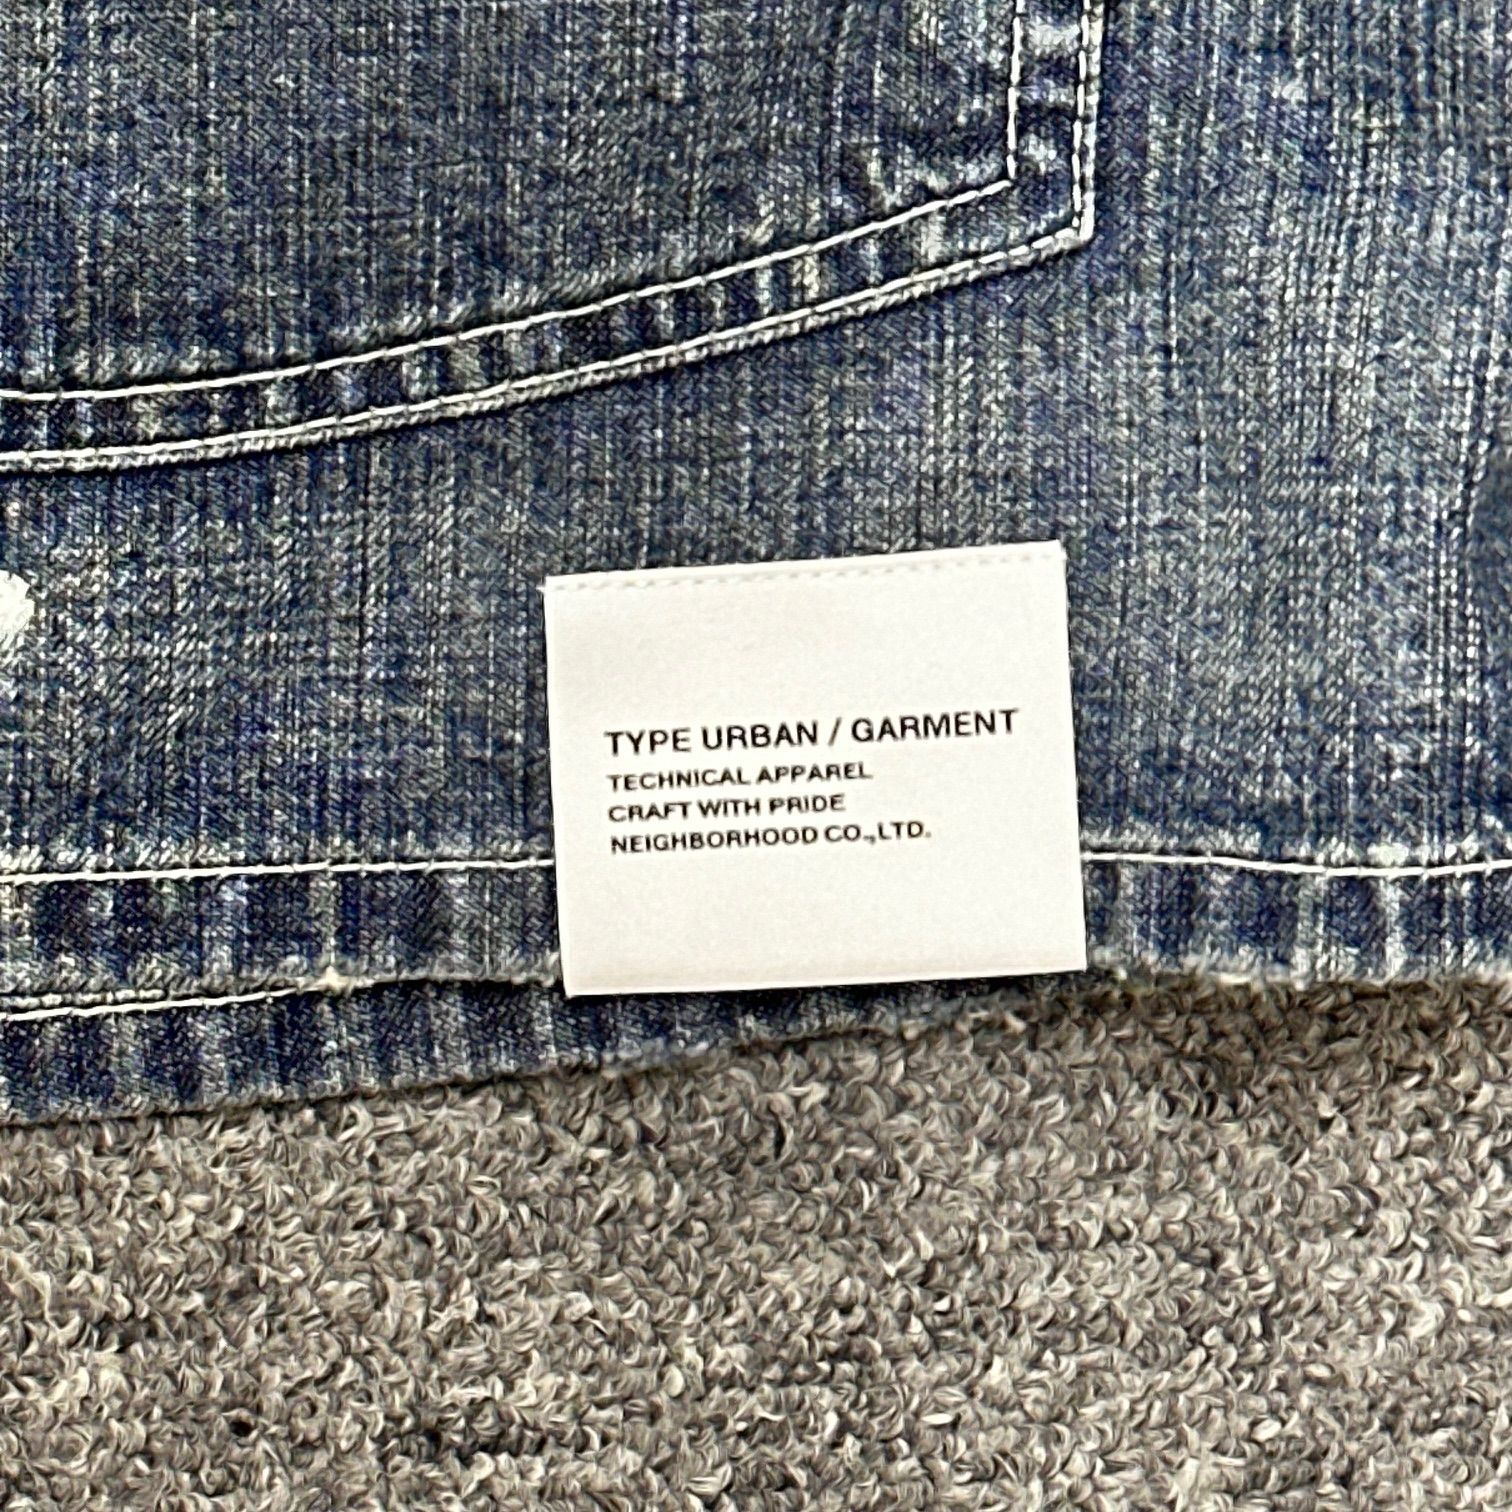 TYPE URBAN / GARMENT
TECHNICAL APPAREL
CRAFT WITH PRIDE
NEIGHBORHOOD CO.,LTD.